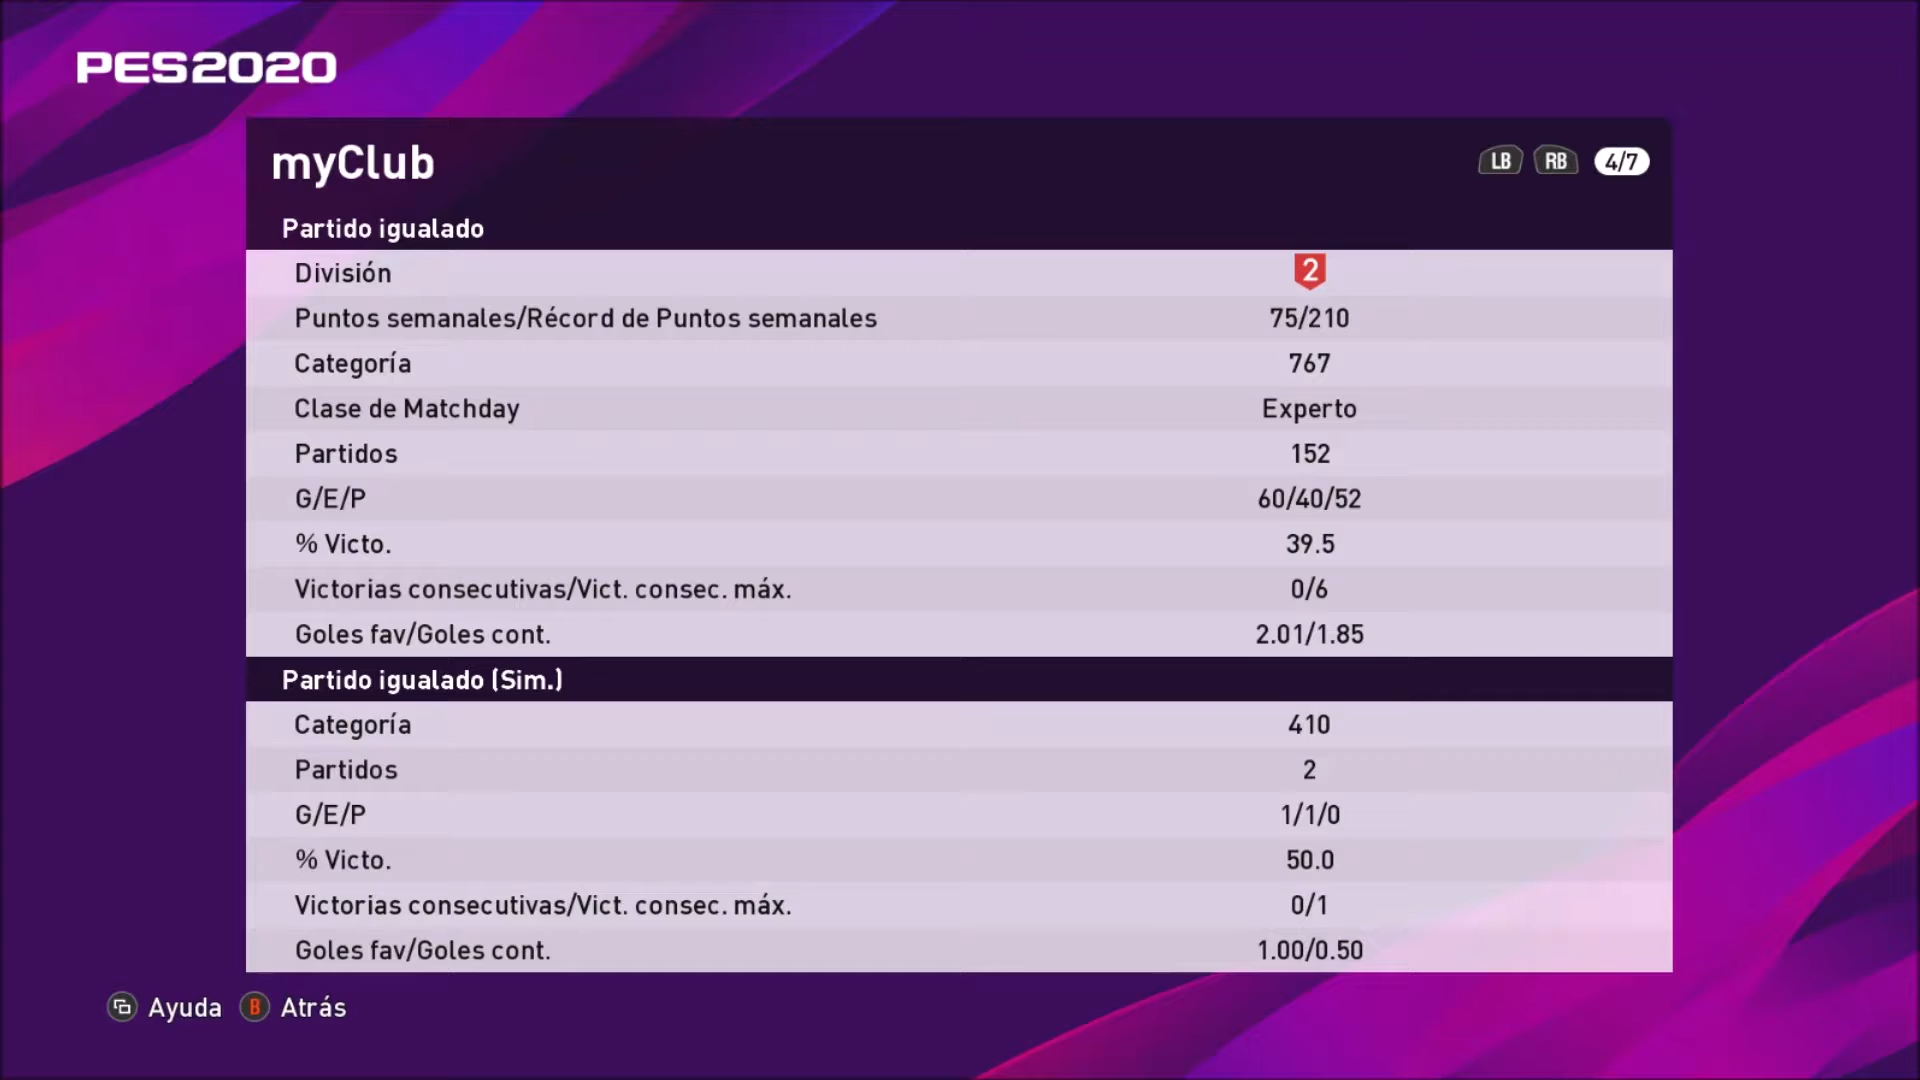 PES2020
myClub LB RB 4/7
Partido igualado
División 2
Puntos semanales/Récord de Puntos semanales 75/210
Categoría 767
Clase de Matchday Experto
Partidos 152
G/E/P 60/40/52
% Victo. 39.5
Victorias consecutivas/Vict. consec. máx. 0/6
Goles fav/Goles cont. 2.01/1.85
Partido igualado (Sim.)
Categoría 410
Partidos 2
G/E/P 1/1/0
% Victo. 50.0
Victorias consecutivas/Vict. consec. máx. 0/1
Goles fav/Goles cont. 1.00/0.50
Ayuda B Atrás